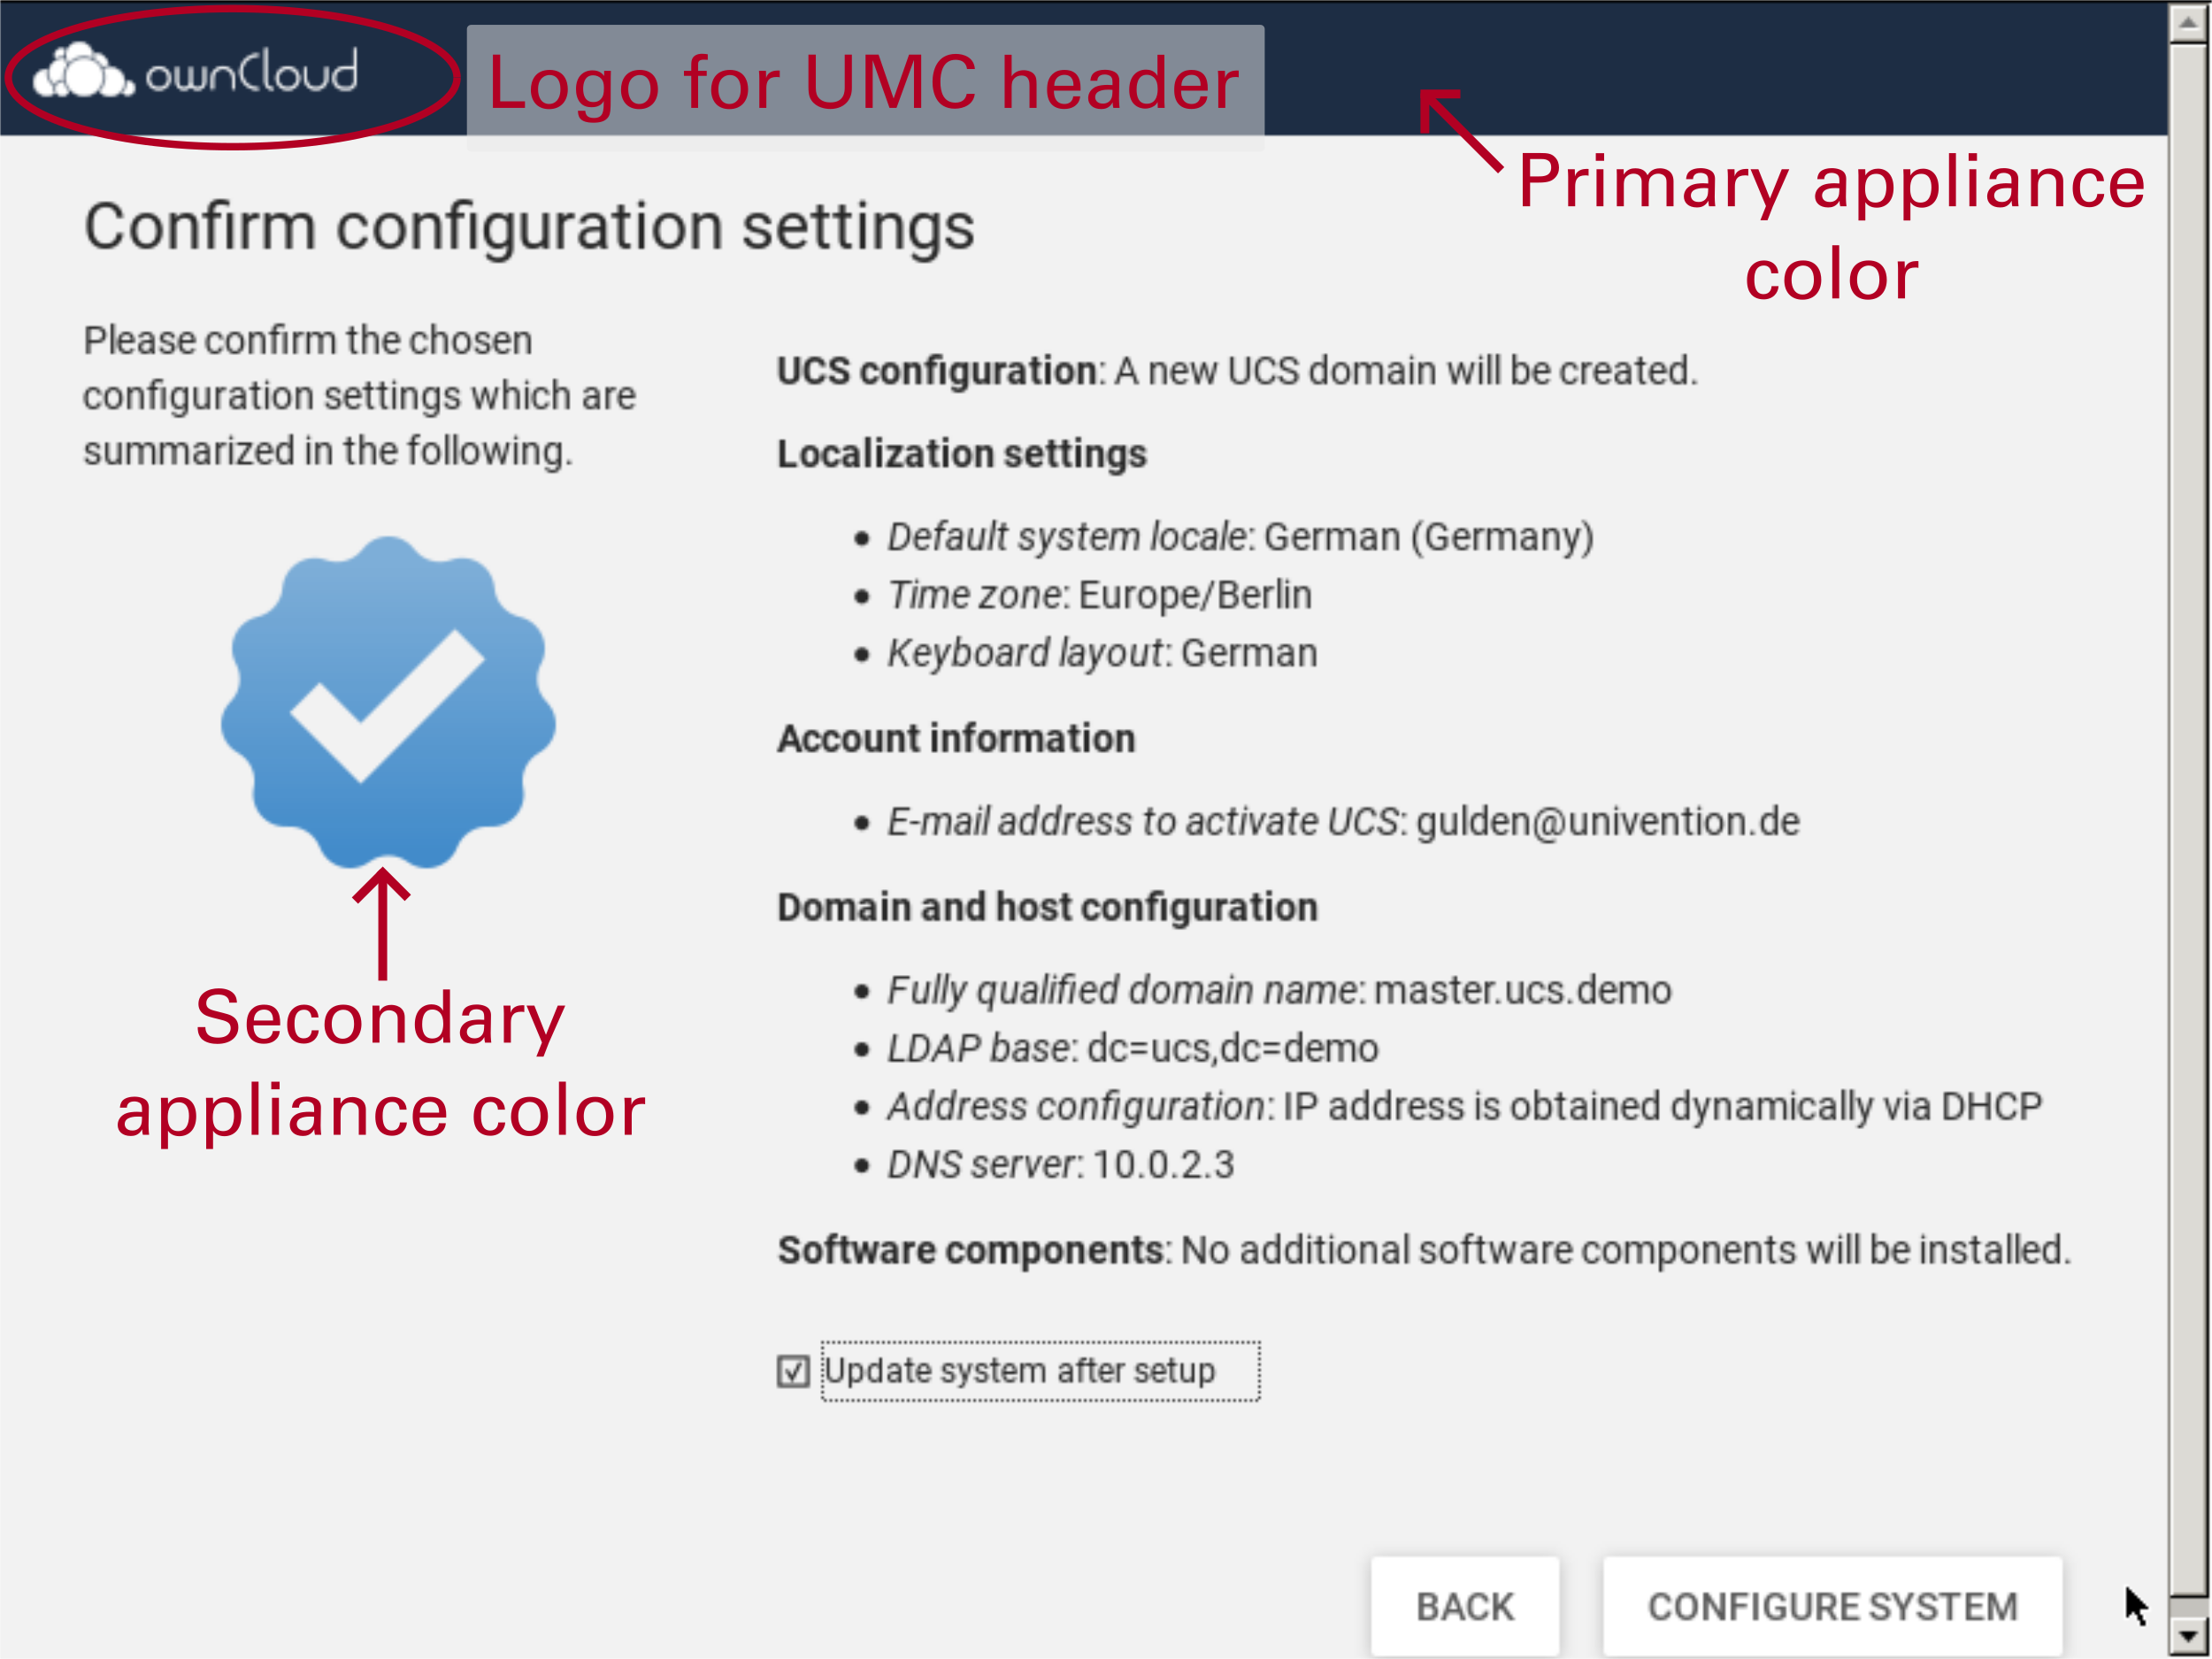 ownCloud
Logo for UMC header
Primary appliance
color
Confirm configuration settings
Please confirm the chosen
configuration settings which are
summarized in the following.
Secondary
appliance color
UCS configuration: A new UCS domain will be created.
Localization settings
• Default system locale: German (Germany)
• Time zone: Europe/Berlin
• Keyboard layout: German
Account information
• E-mail address to activate UCS: gulden@univention.de
Domain and host configuration
• Fully qualified domain name: master.ucs.demo
• LDAP base: dc=ucs,dc=demo
• Address configuration: IP address is obtained dynamically via DHCP
• DNS server: 10.0.2.3
Software components: No additional software components will be installed.
Update system after setup
BACK
CONFIGURE SYSTEM